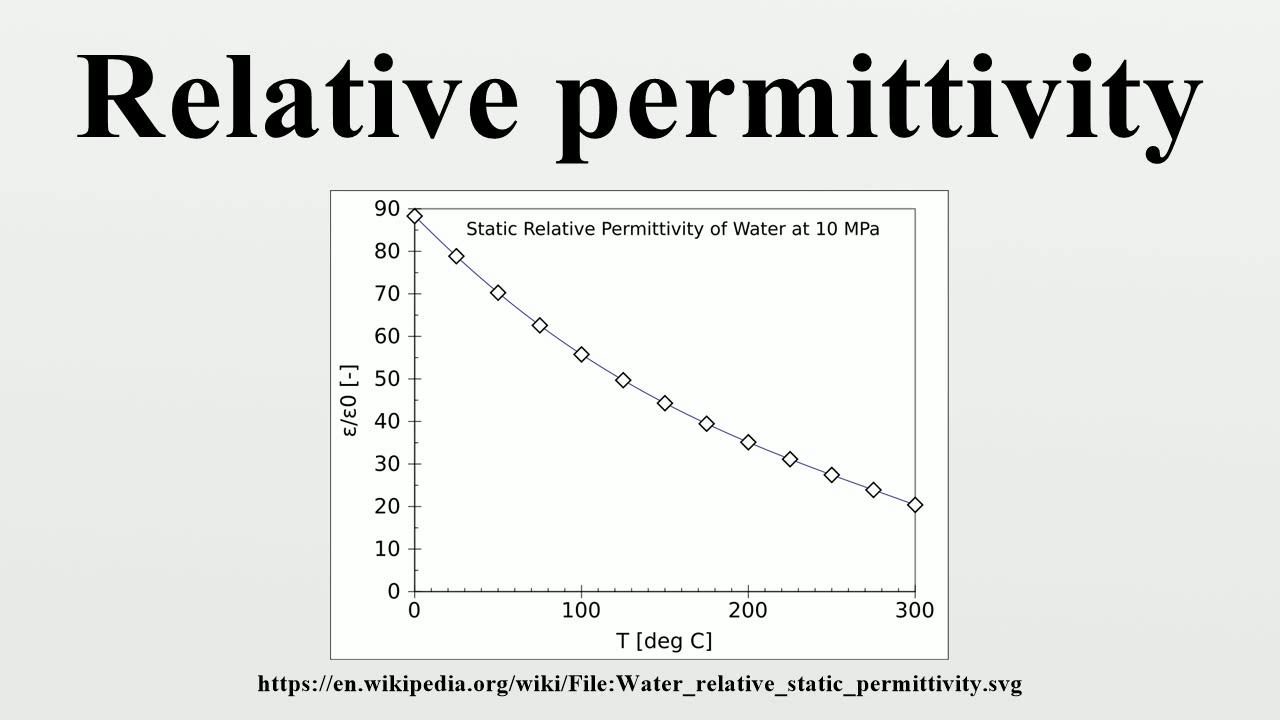 Relative permittivity
Static Relative Permittivity of Water at 10 MPa
90
80
70
60
50
40
30
20
10
0
ε/ε0 [-]
0 100 200 300
T [deg C]
https://en.wikipedia.org/wiki/File:Water_relative_static_permittivity.svg